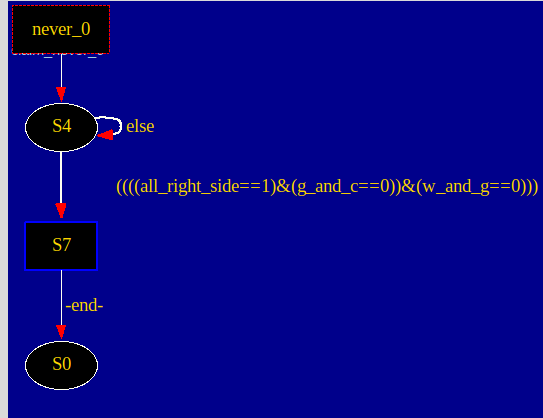 never_0
S4
else
((((all_right_side==1)&(g_and_c==0))&(w_and_g==0)))
S7
-end-
S0